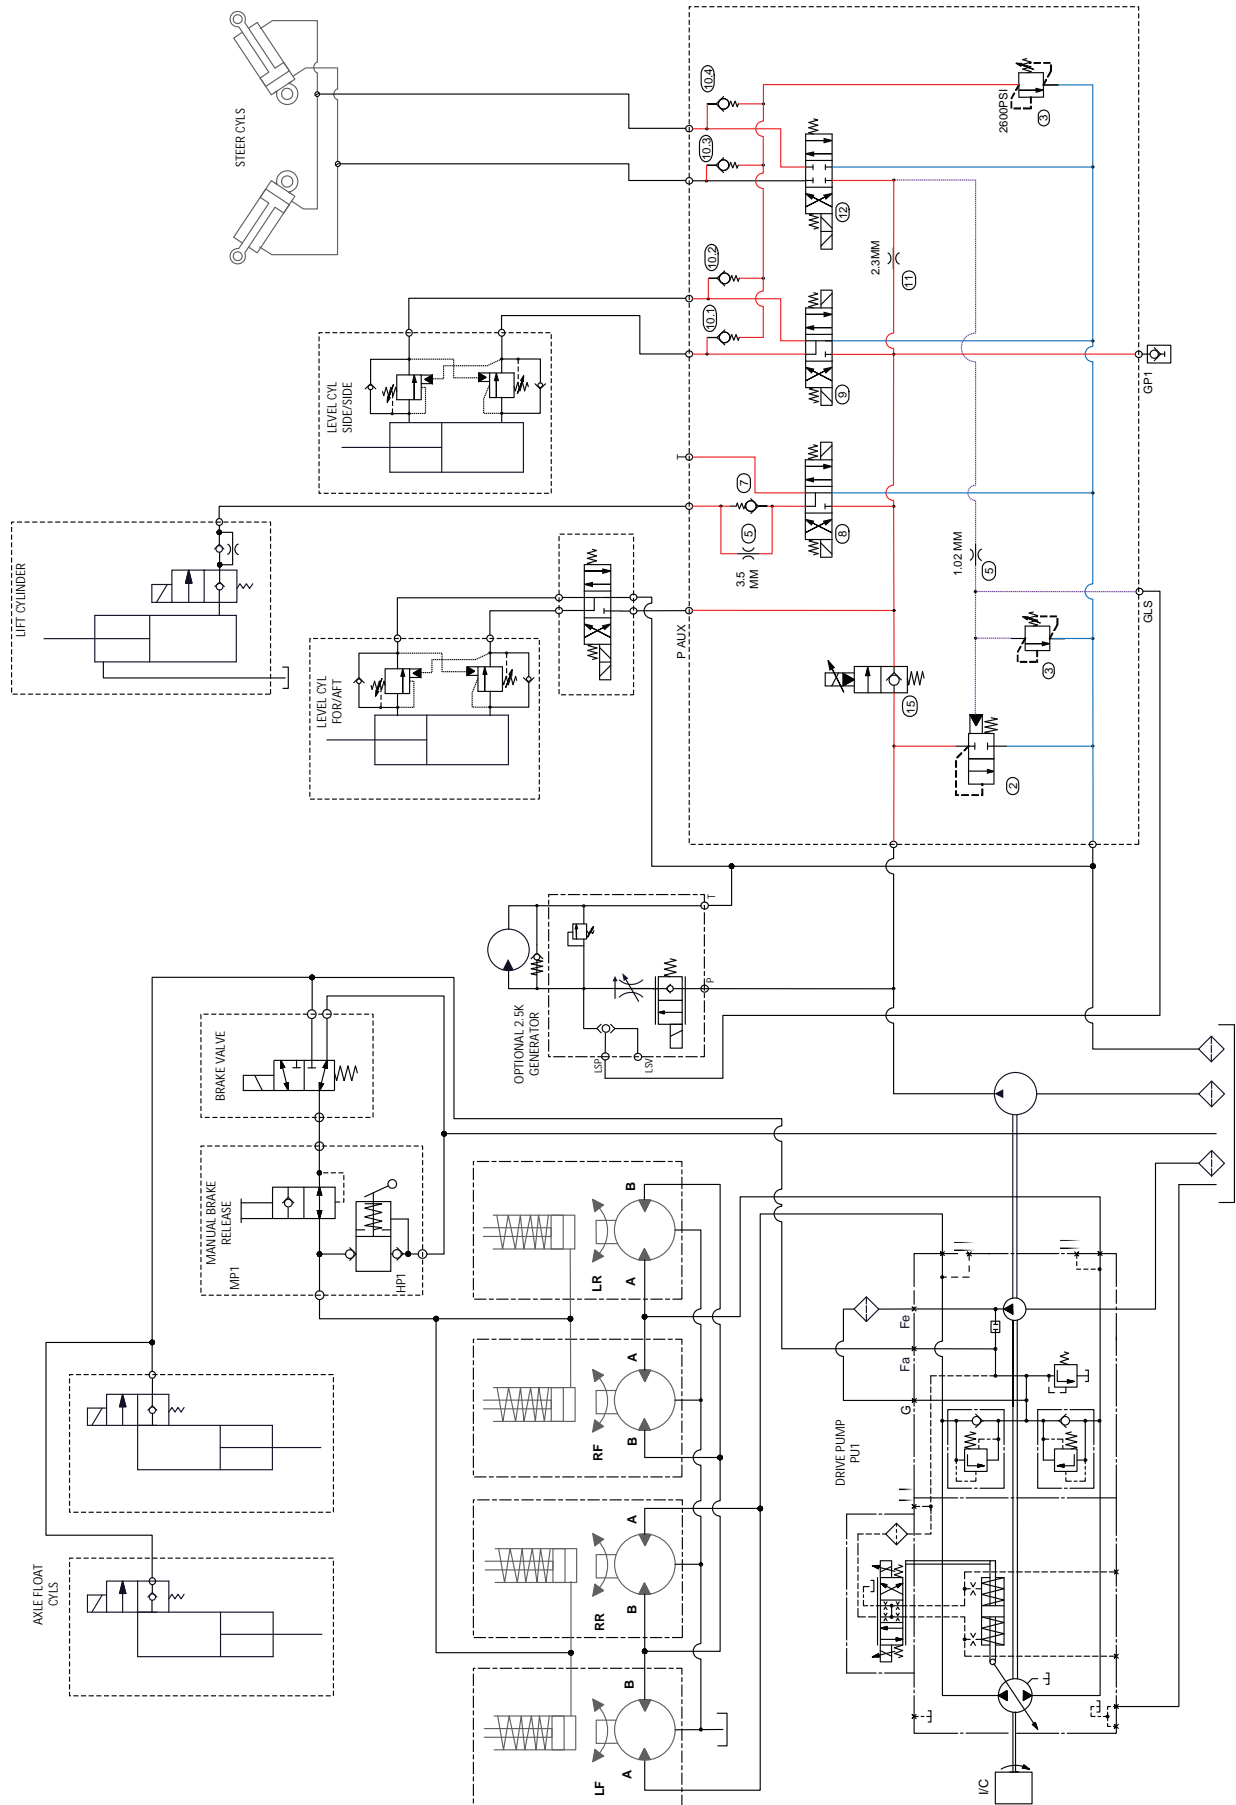 STEER CYLS
10.4
2600PSI
3
10.3
12
2.3MM
11
10.2
10.1
9
GP1
LEVEL CYL
SIDE/SIDE
T
7
5
3.5
MM
8
1.02 MM
5
GLS
LIFT CYLINDER
P AUX
3
15
2
LEVEL CYL
FOR/AFT
OPTIONAL 2.5K
GENERATOR
T
P
LSP
LSV
BRAKE VALVE
MANUAL BRAKE
RELEASE
MP1
HP1
AXLE FLOAT
CYLS
LR
A
B
RF
A
B
RR
A
B
LF
A
B
DRIVE PUMP
PU1
G
Fa
Fe
I/C